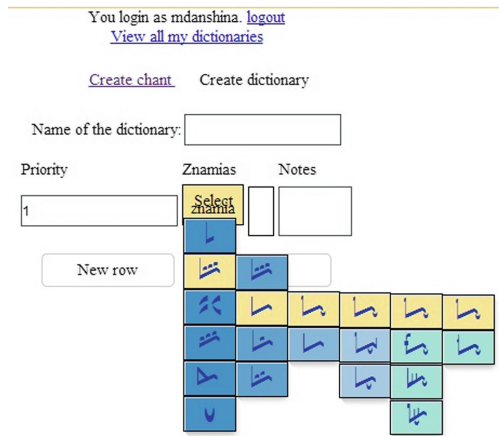 You login as mdanshina. logout
View all my dictionaries
Create chant Create dictionary
Name of the dictionary:
Priority Znamias Notes
1
Select
znamia
New row